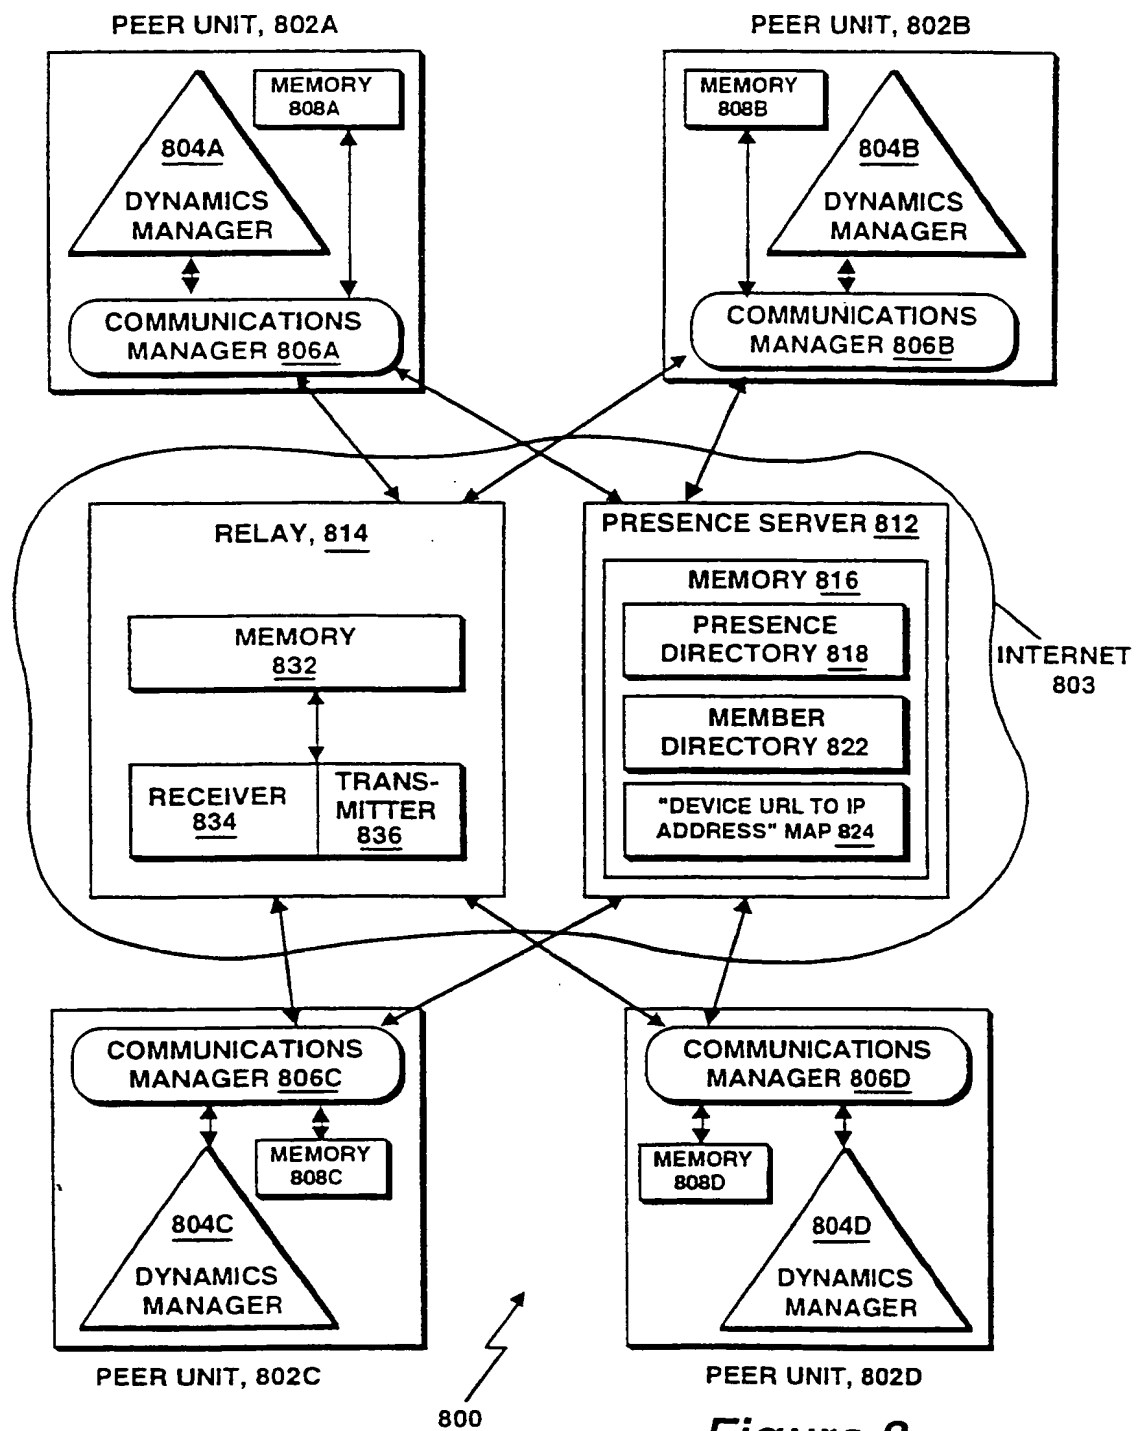 PEER UNIT, 802A
PEER UNIT, 802B
MEMORY
808A
804A
DYNAMICS
MANAGER
COMMUNICATIONS
MANAGER 806A
MEMORY
808B
804B
DYNAMICS
MANAGER
COMMUNICATIONS
MANAGER 806B
RELAY, 814
MEMORY
832
RECEIVER
834
TRANS-
MITTER
836
PRESENCE SERVER 812
MEMORY 816
PRESENCE
DIRECTORY 818
MEMBER
DIRECTORY 822
"DEVICE URL TO IP
ADDRESS" MAP 824
INTERNET
803
COMMUNICATIONS
MANAGER 806C
MEMORY
808C
804C
DYNAMICS
MANAGER
COMMUNICATIONS
MANAGER 806D
MEMORY
808D
804D
DYNAMICS
MANAGER
PEER UNIT, 802C
PEER UNIT, 802D
800
Figure